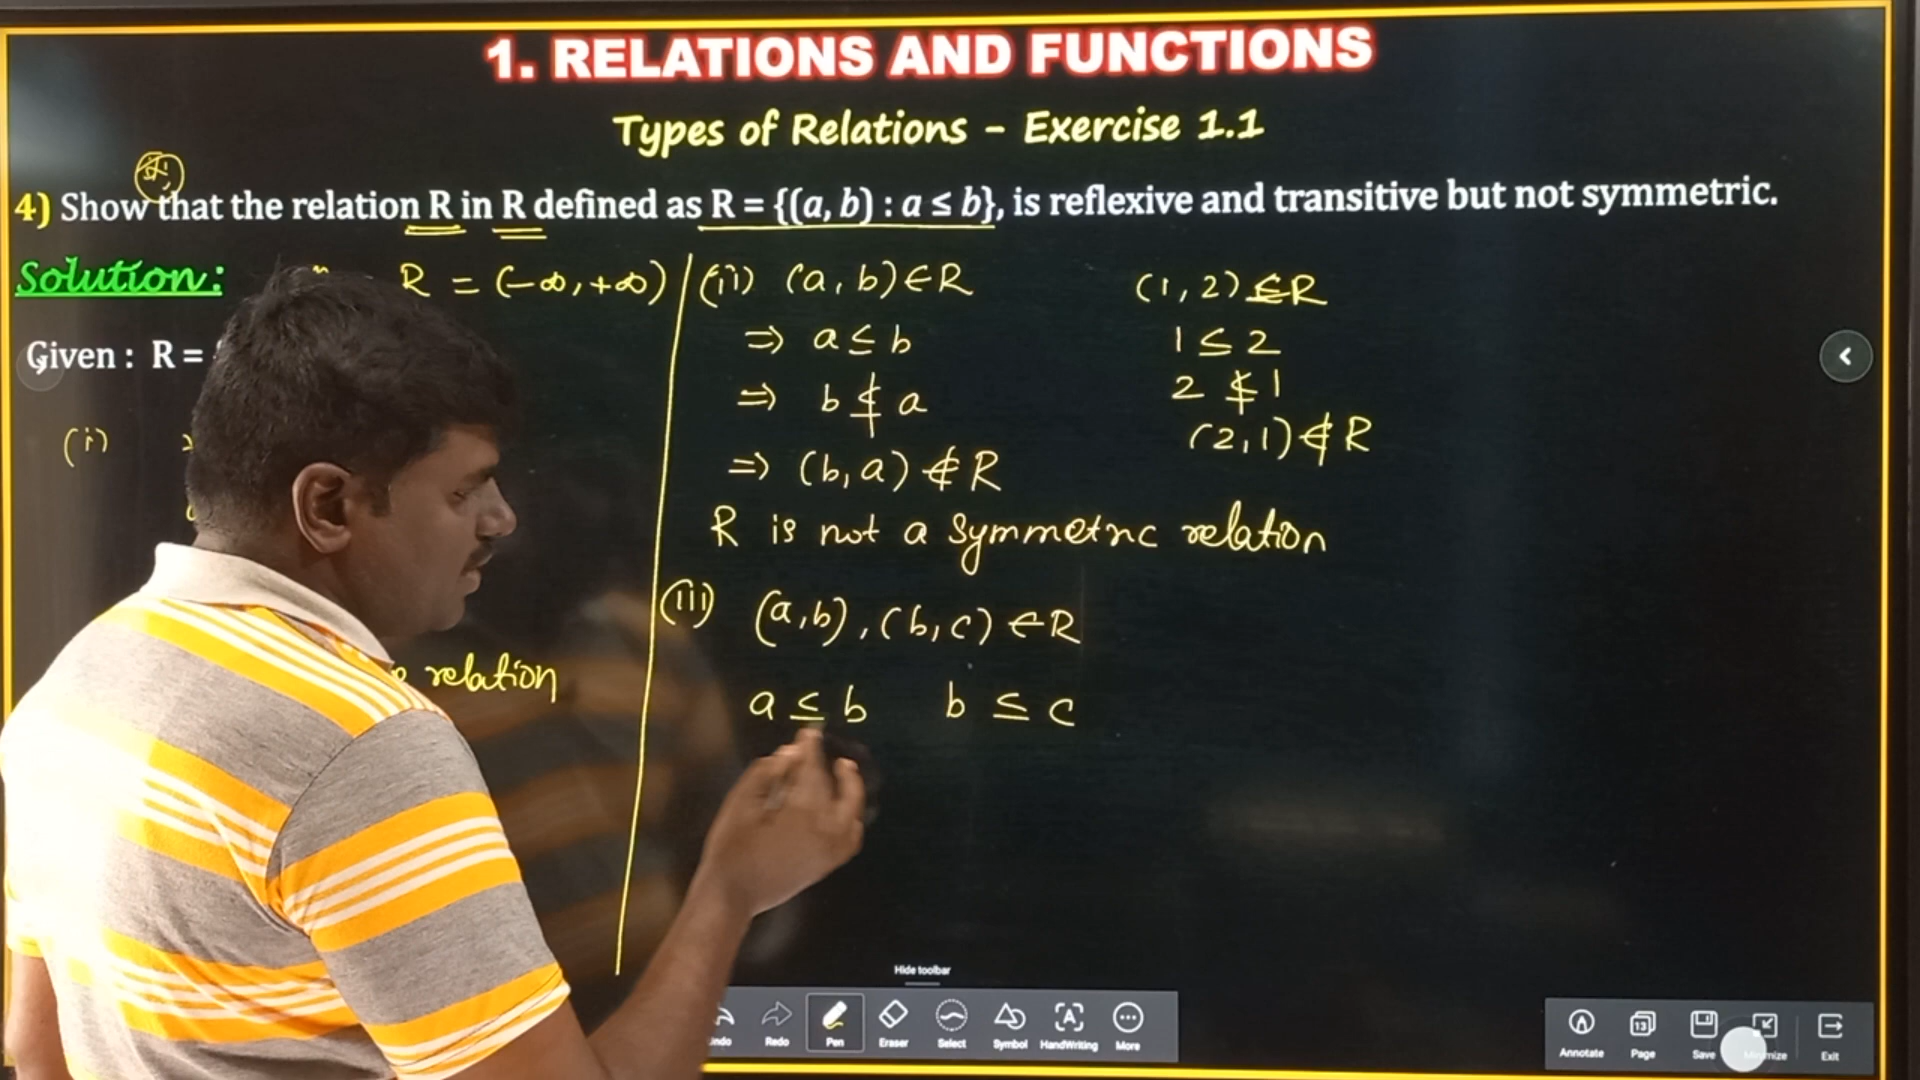 1. RELATIONS AND FUNCTIONS
Types of Relations - Exercise 1.1
4) Show that the relation R in R defined as R = {(a, b) : a ≤ b}, is reflexive and transitive but not symmetric.
Solution:
R = (-∞, +∞)
Given : R =
(i)
relation
(ii) (a, b) ∈ R
⇒ a ≤ b
⇒ b ≰ a
⇒ (b, a) ∉ R
(1, 2) ∈ R
1 ≤ 2
2 ≰ 1
(2, 1) ∉ R
R is not a symmetric relation
(iii) (a, b), (b, c) ∈ R
a ≤ b b ≤ c
Hide toolbar
Redo Pen Eraser Select Symbol HandWriting More
Annotate Page Save Exit
13